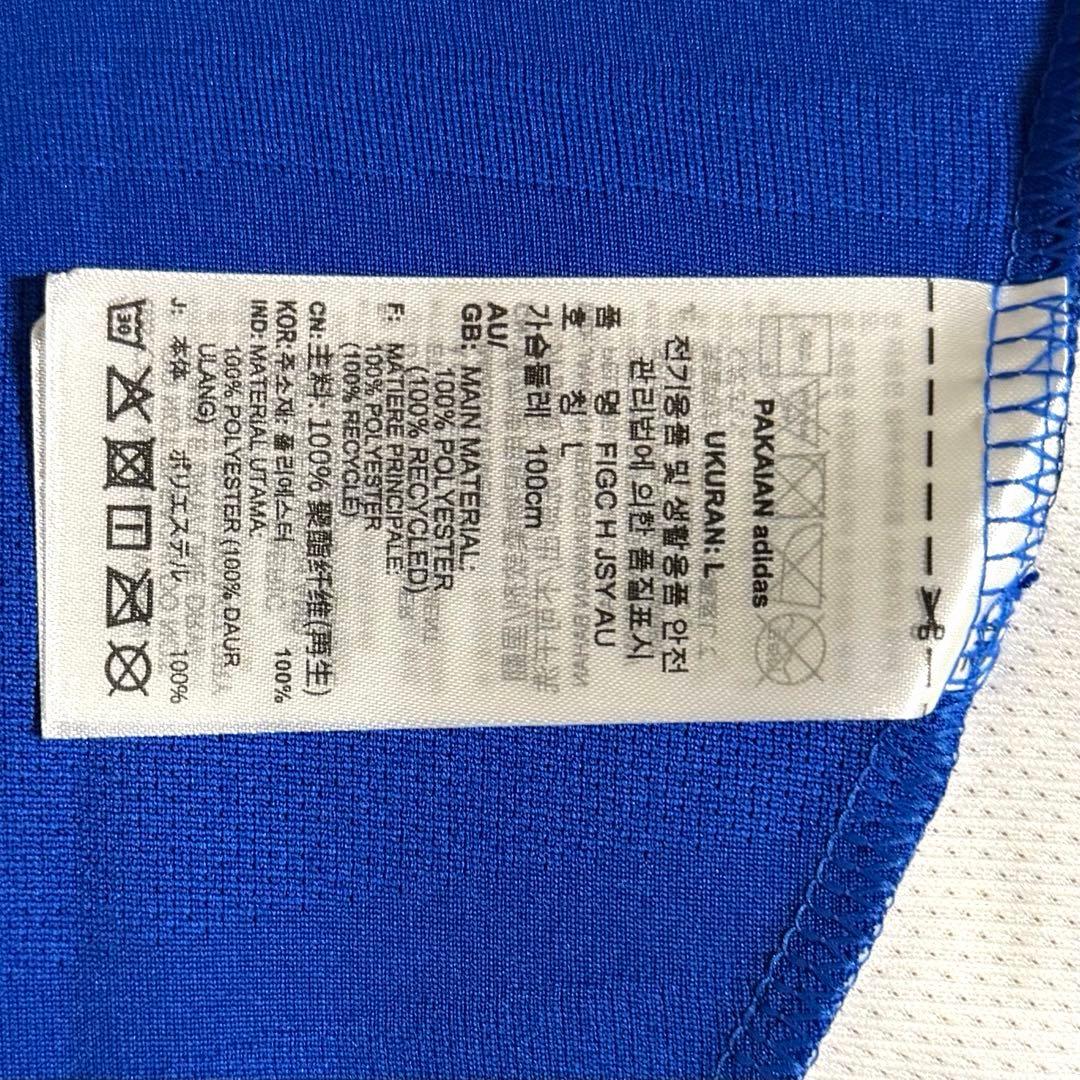 PAKAIAN adidas
UKURAN: L
전기용품 및 생활용품 안전
관리법에 의한 품질표시
품 명 FIGC H JSY AU
호 칭 L
가슴둘레 100cm
AU/
GB: MAIN MATERIAL:
100% POLYESTER
(100% RECYCLED)
F: MATIERE PRINCIPALE:
100% POLYESTER
(100% RECYCLE)
CN:主料: 100% 聚酯纤维(再生)
KOR:주소재: 폴리에스터 100%
IND: MATERIAL UTAMA:
100% POLYESTER (100% DAUR
ULANG)
J: 本体 ポリエステル 100%
30